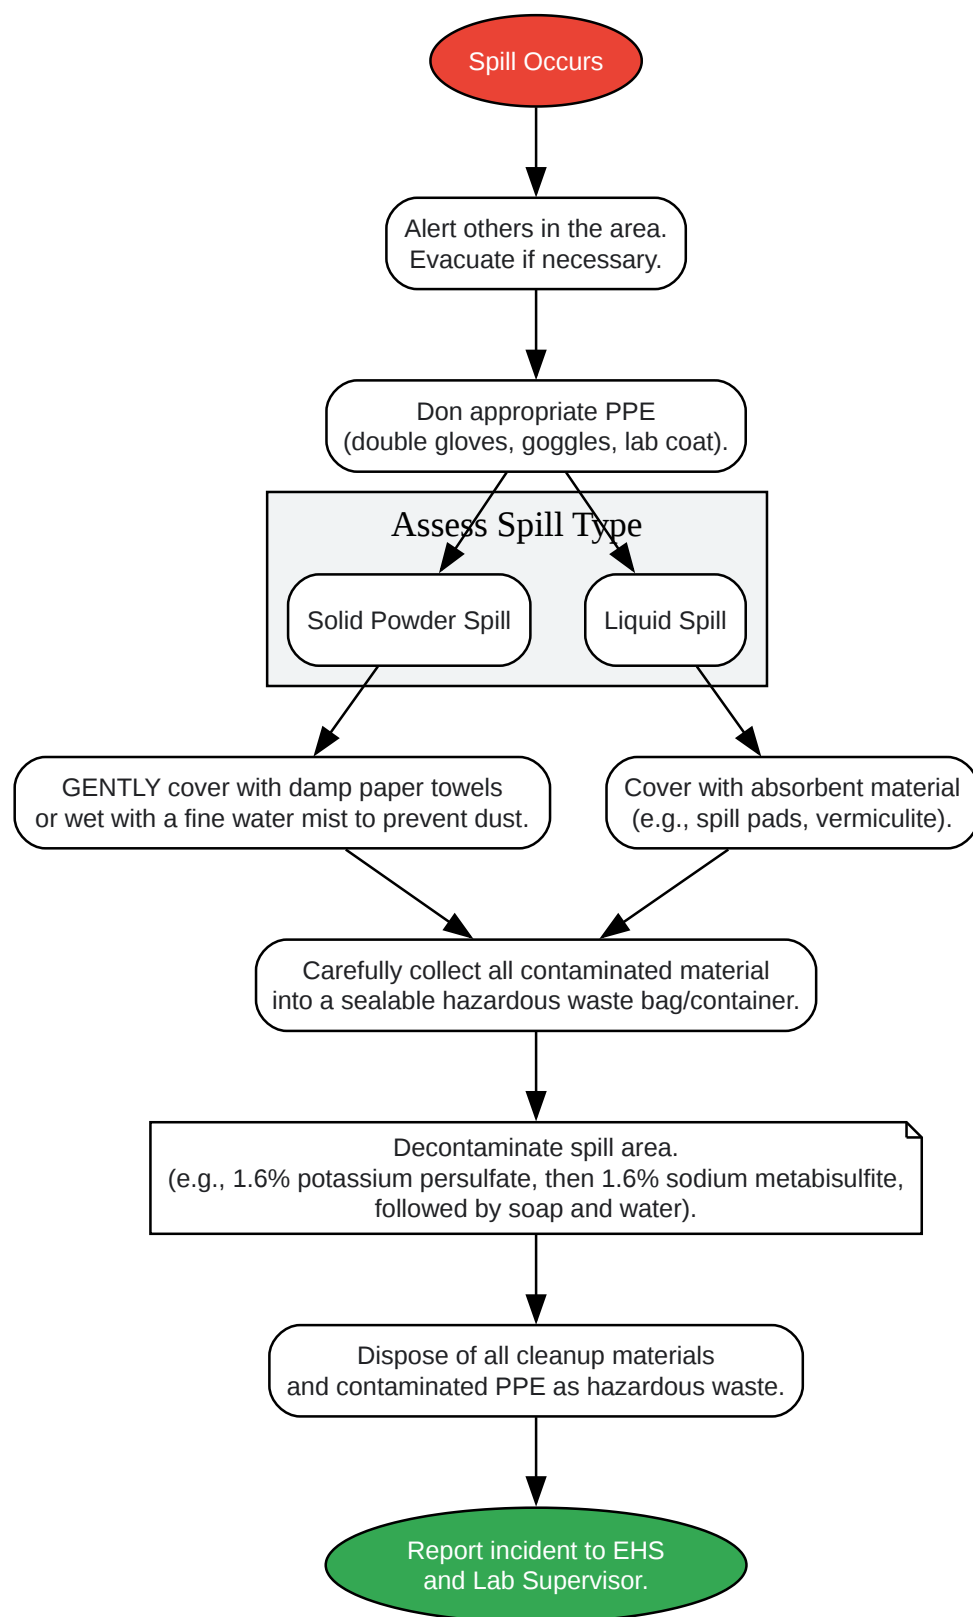 Spill Occurs
Alert others in the area.
Evacuate if necessary.
Don appropriate PPE
(double gloves, goggles, lab coat).
Assess Spill Type
Solid Powder Spill
Liquid Spill
GENTLY cover with damp paper towels
or wet with a fine water mist to prevent dust.
Cover with absorbent material
(e.g., spill pads, vermiculite).
Carefully collect all contaminated material
into a sealable hazardous waste bag/container.
Decontaminate spill area.
(e.g., 1.6% potassium persulfate, then 1.6% sodium metabisulfite,
followed by soap and water).
Dispose of all cleanup materials
and contaminated PPE as hazardous waste.
Report incident to EHS
and Lab Supervisor.